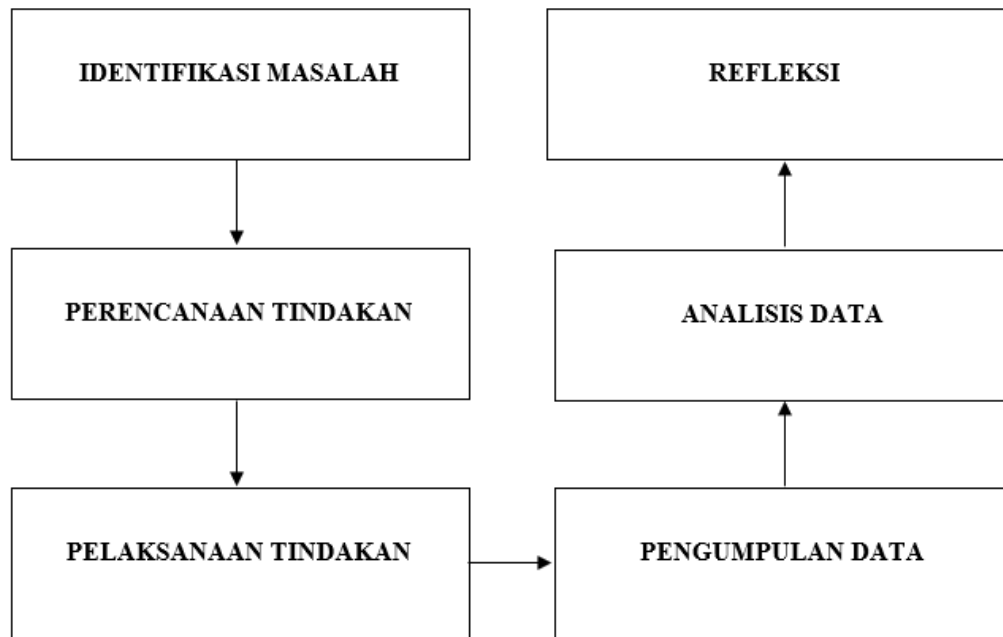 IDENTIFIKASI MASALAH
PERENCANAAN TINDAKAN
PELAKSANAAN TINDAKAN
PENGUMPULAN DATA
ANALISIS DATA
REFLEKSI